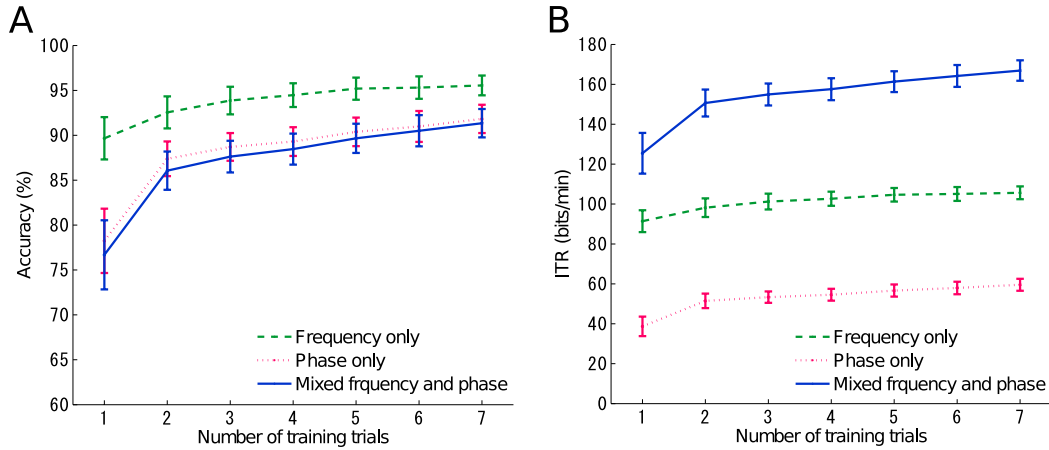 A
100
95
90
85
80
75
70
65
60
Accuracy (%)
Frequency only
Phase only
Mixed frquency and phase
1 2 3 4 5 6 7
Number of training trials
B
180
160
140
120
100
80
60
40
20
0
ITR (bits/min)
Frequency only
Phase only
Mixed frquency and phase
1 2 3 4 5 6 7
Number of training trials